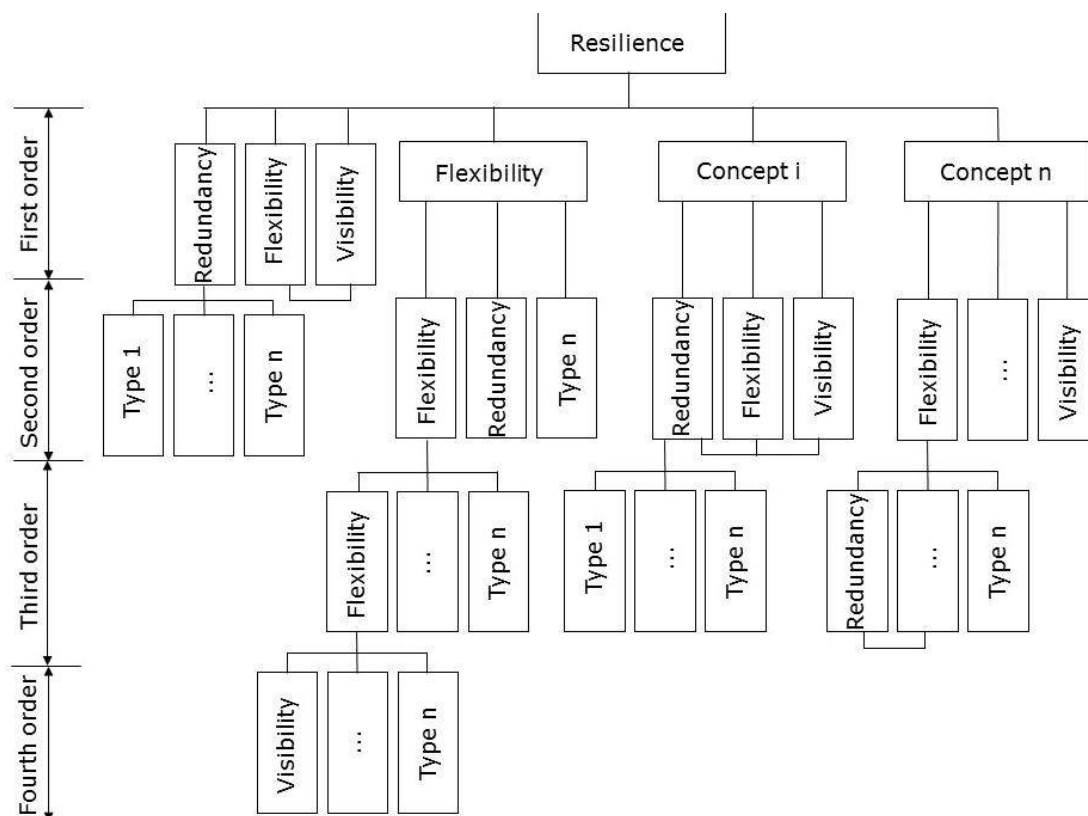 Resilience
First order
Redundancy
Flexibility
Visibility
Flexibility
Concept i
Concept n
Second order
Type 1
...
Type n
Flexibility
Redundancy
Type n
Redundancy
Flexibility
Visibility
Flexibility
...
Visibility
Third order
Flexibility
...
Type n
Type 1
...
Type n
Redundancy
...
Type n
Fourth order
Visibility
...
Type n